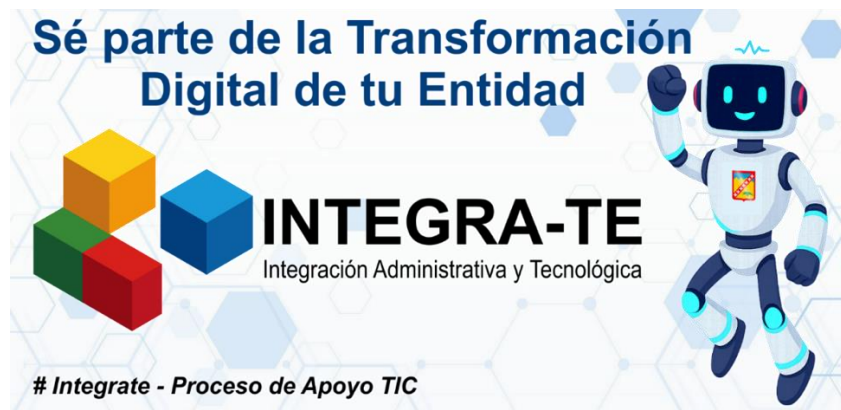 Sé parte de la Transformación
Digital de tu Entidad
INTEGRA-TE
Integración Administrativa y Tecnológica
# Integrate - Proceso de Apoyo TIC